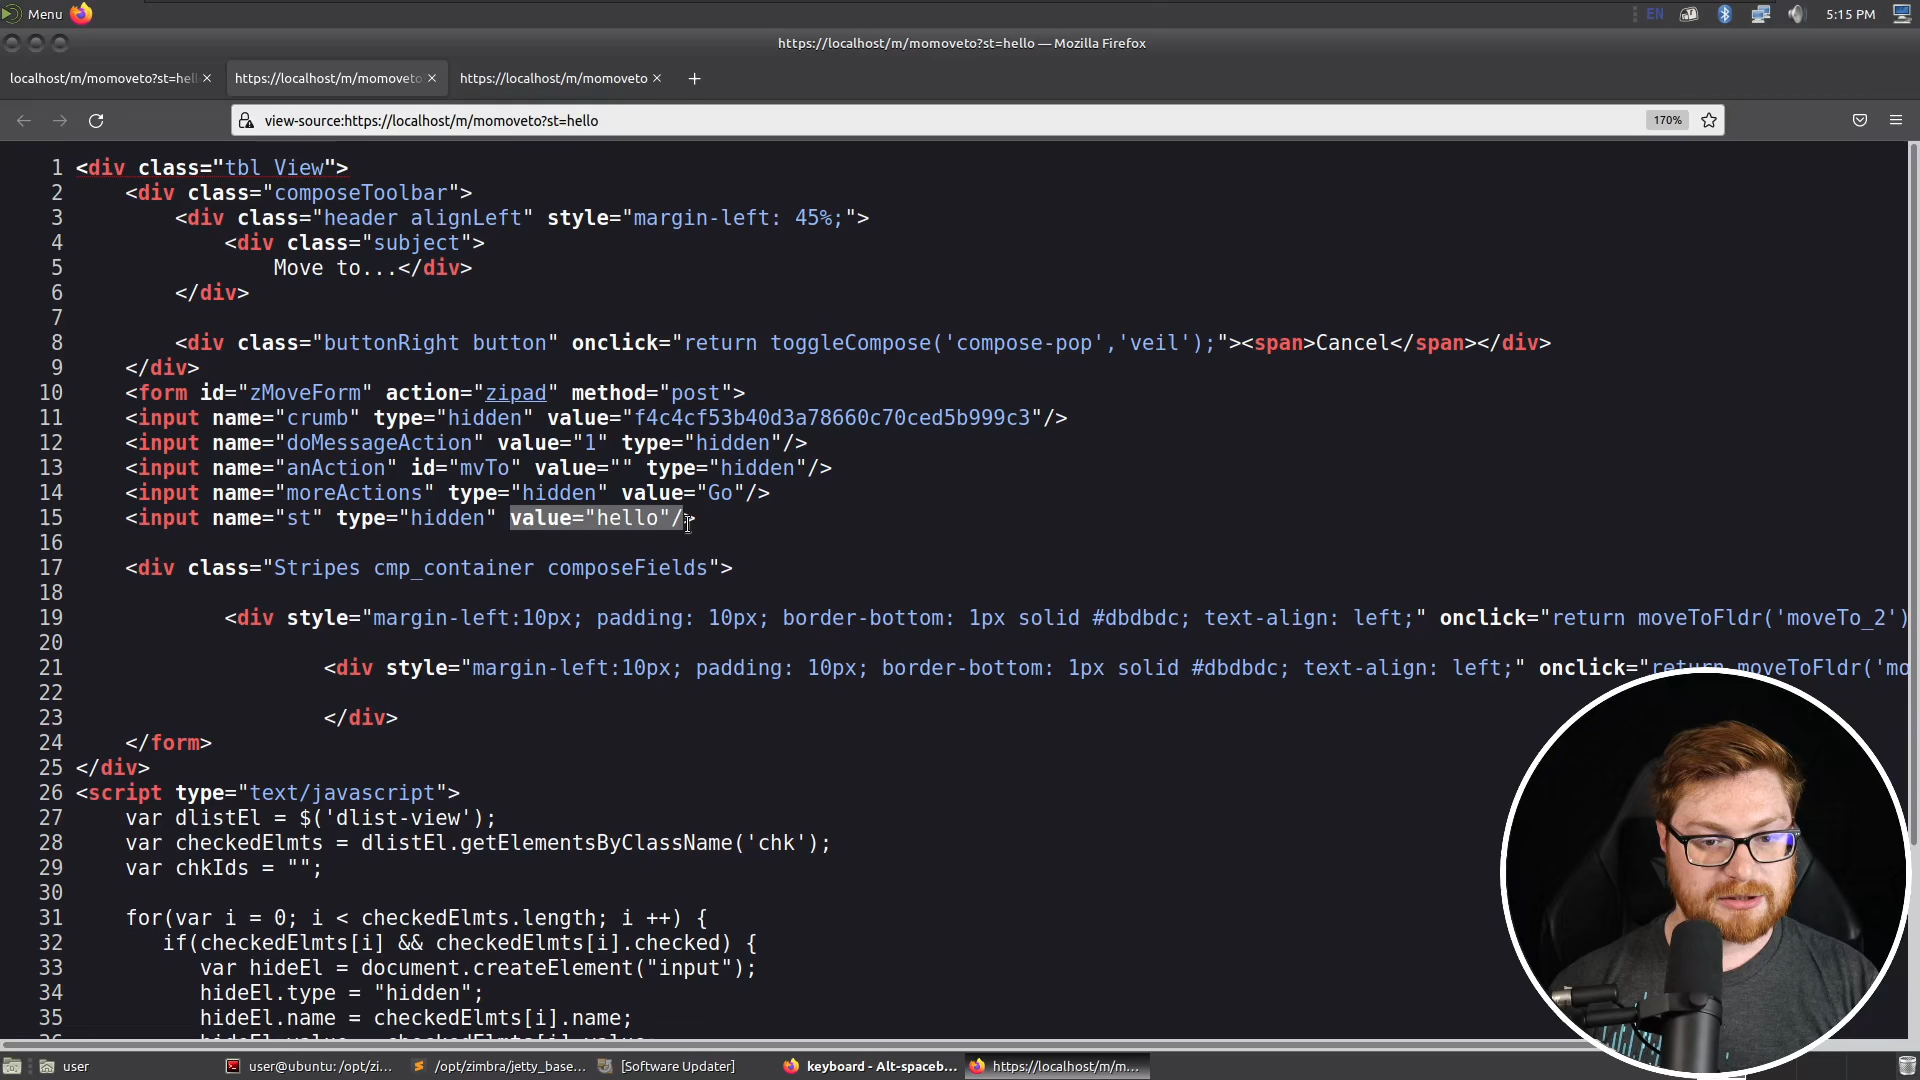 Menu EN 5:15 PM
https://localhost/m/momoveto?st=hello — Mozilla Firefox
localhost/m/momoveto?st=hel https://localhost/m/momoveto https://localhost/m/momoveto
view-source:https://localhost/m/momoveto?st=hello 170%
1 <div class="tbl View">
2 <div class="composeToolbar">
3 <div class="header alignLeft" style="margin-left: 45%;">
4 <div class="subject">
5 Move to...</div>
6 </div>
7
8 <div class="buttonRight button" onclick="return toggleCompose('compose-pop','veil');"><span>Cancel</span></div>
9 </div>
10 <form id="zMoveForm" action="zipad" method="post">
11 <input name="crumb" type="hidden" value="f4c4cf53b40d3a78660c70ced5b999c3"/>
12 <input name="doMessageAction" value="1" type="hidden"/>
13 <input name="anAction" id="mvTo" value="" type="hidden"/>
14 <input name="moreActions" type="hidden" value="Go"/>
15 <input name="st" type="hidden" value="hello"/>
16
17 <div class="Stripes cmp_container composeFields">
18
19 <div style="margin-left:10px; padding: 10px; border-bottom: 1px solid #dbdbdc; text-align: left;" onclick="return moveToFldr('moveTo_2')
20
21 <div style="margin-left:10px; padding: 10px; border-bottom: 1px solid #dbdbdc; text-align: left;" onclick="return moveToFldr('mo
22
23 </div>
24 </form>
25 </div>
26 <script type="text/javascript">
27 var dlistEl = $('dlist-view');
28 var checkedElmts = dlistEl.getElementsByClassName('chk');
29 var chkIds = "";
30
31 for(var i = 0; i < checkedElmts.length; i ++) {
32 if(checkedElmts[i] && checkedElmts[i].checked) {
33 var hideEl = document.createElement("input");
34 hideEl.type = "hidden";
35 hideEl.name = checkedElmts[i].name;
user user@ubuntu: /opt/zi... /opt/zimbra/jetty_base... [Software Updater] keyboard - Alt-spaceb... https://localhost/m/m...